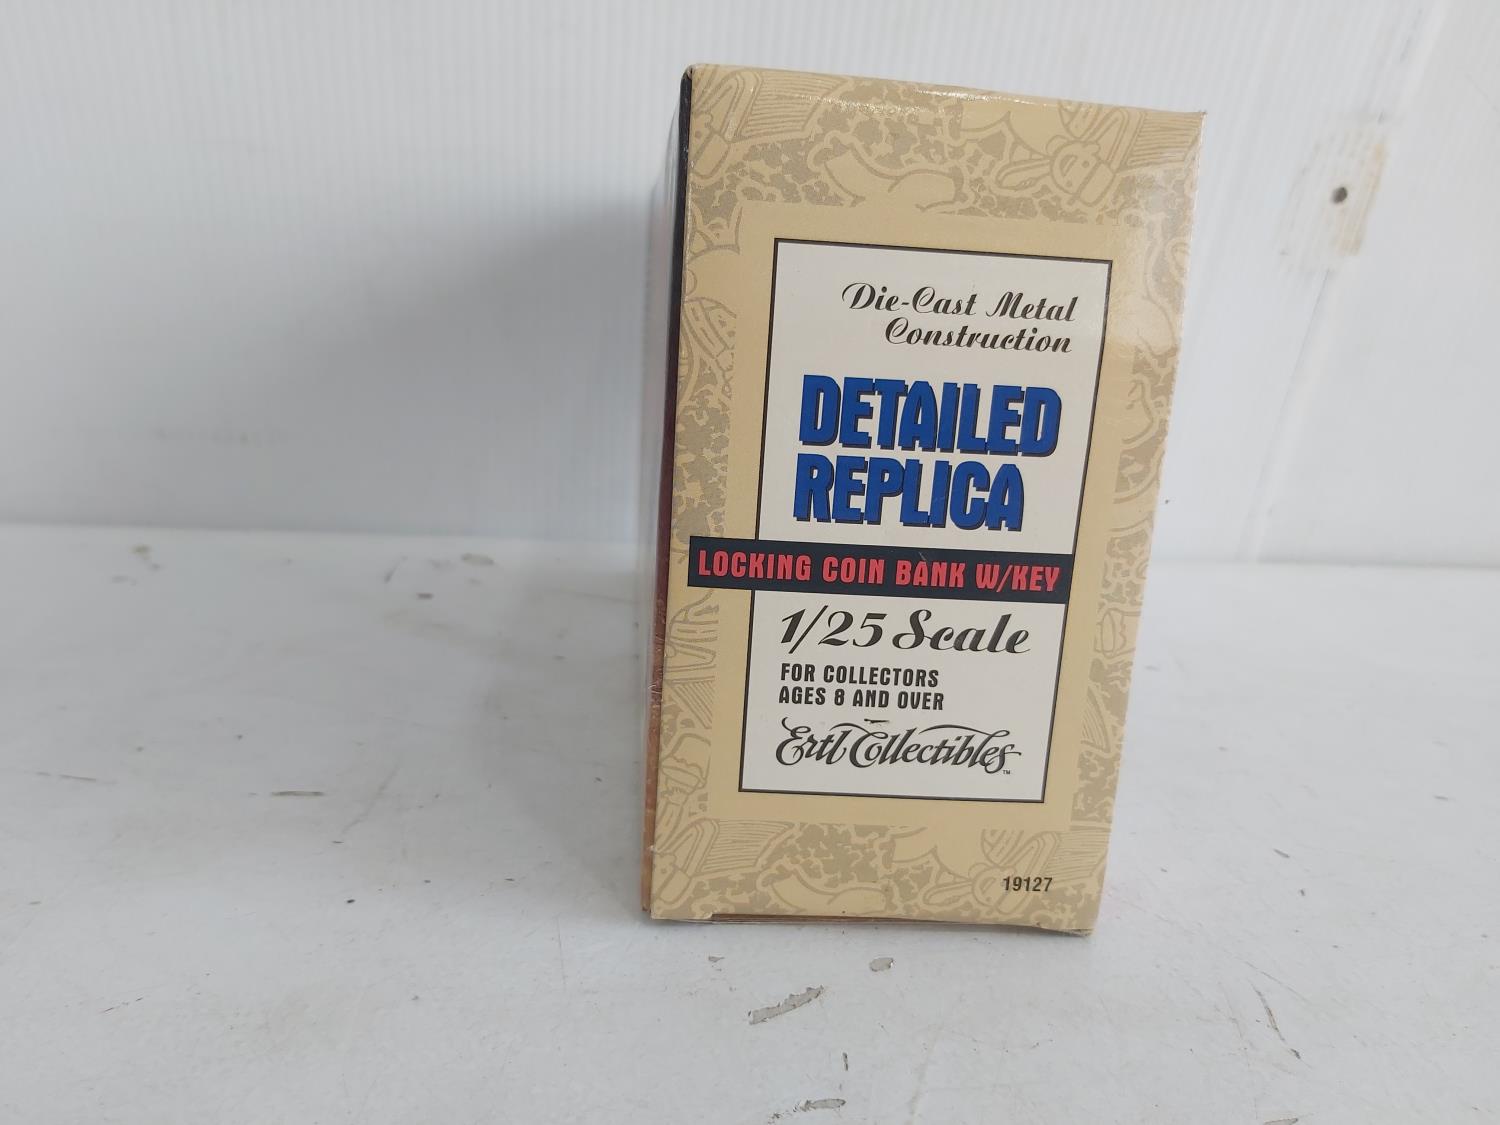 Die-Cast Metal
Construction
DETAILED
REPLICA
LOCKING COIN BANK W/KEY
1/25 Scale
FOR COLLECTORS
AGES 8 AND OVER
Ertl Collectibles™
19127